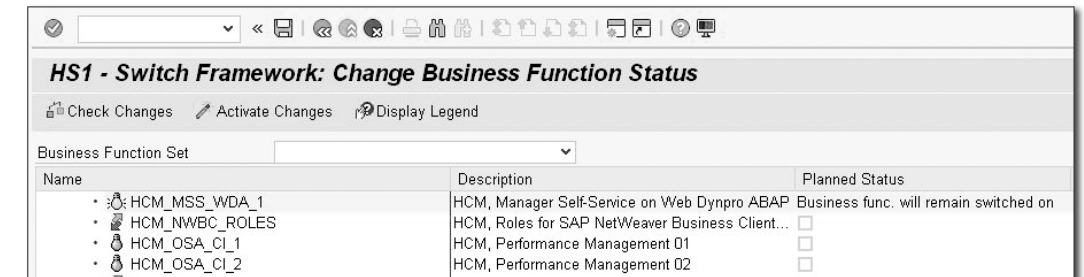 HS1 - Switch Framework: Change Business Function Status
Check Changes Activate Changes Display Legend
Business Function Set
Name Description Planned Status
HCM_MSS_WDA_1 HCM, Manager Self-Service on Web Dynpro ABAP Business func. will remain switched on
HCM_NWBC_ROLES HCM, Roles for SAP NetWeaver Business Client...
HCM_OSA_CI_1 HCM, Performance Management 01
HCM_OSA_CI_2 HCM, Performance Management 02